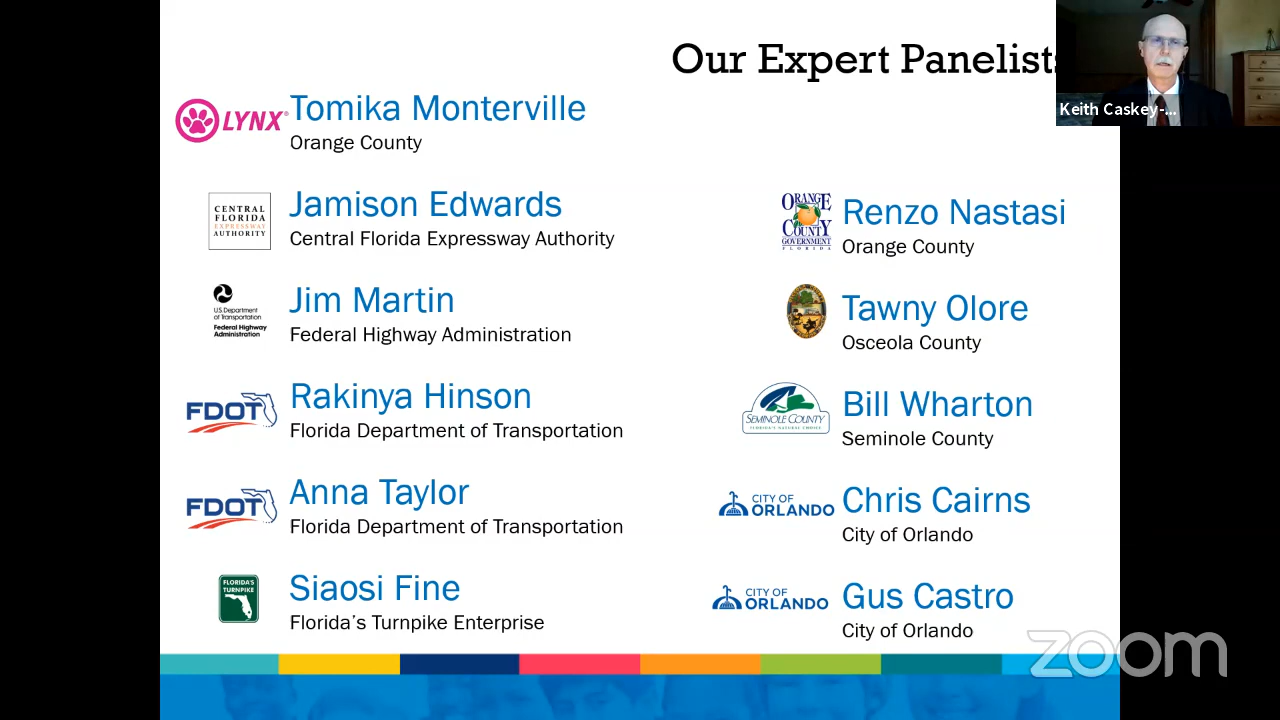 Our Expert Panelist
Keith Caskey-...
LYNX®
Tomika Monterville
Orange County
CENTRAL
FLORIDA
EXPRESSWAY
AUTHORITY
Jamison Edwards
Central Florida Expressway Authority
U.S. Department
of Transportation
Federal Highway
Administration
Jim Martin
Federal Highway Administration
FDOT
Rakinya Hinson
Florida Department of Transportation
FDOT
Anna Taylor
Florida Department of Transportation
FLORIDA'S
TURNPIKE
Siaosi Fine
Florida's Turnpike Enterprise
ORANGE
COUNTY
GOVERNMENT
FLORIDA
Renzo Nastasi
Orange County
Tawny Olore
Osceola County
SEMINOLE COUNTY
FLORIDA'S NATURAL CHOICE
Bill Wharton
Seminole County
CITY OF
ORLANDO
Chris Cairns
City of Orlando
CITY OF
ORLANDO
Gus Castro
City of Orlando
zoom